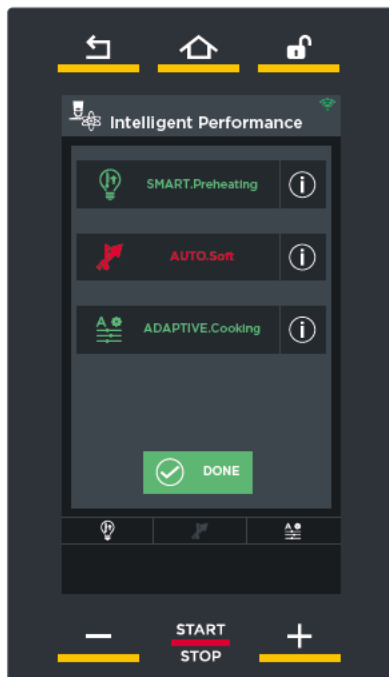 Intelligent Performance
SMART.Preheating
AUTO.Soft
ADAPTIVE.Cooking
DONE
START
STOP